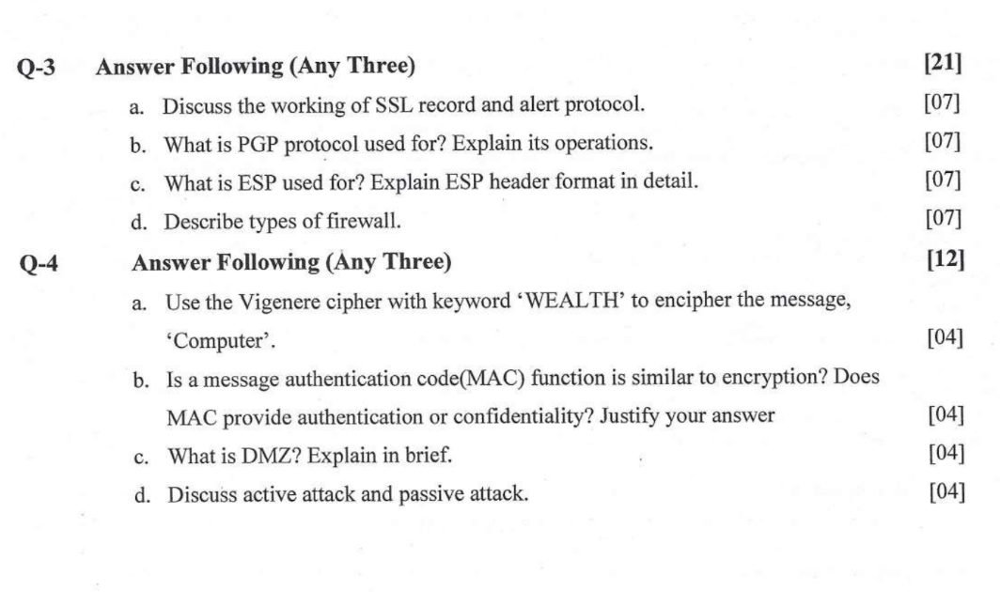 Q-3 Answer Following (Any Three) [21]
a. Discuss the working of SSL record and alert protocol. [07]
b. What is PGP protocol used for? Explain its operations. [07]
c. What is ESP used for? Explain ESP header format in detail. [07]
d. Describe types of firewall. [07]
Q-4 Answer Following (Any Three) [12]
a. Use the Vigenere cipher with keyword ‘WEALTH’ to encipher the message,
‘Computer’. [04]
b. Is a message authentication code(MAC) function is similar to encryption? Does
MAC provide authentication or confidentiality? Justify your answer [04]
c. What is DMZ? Explain in brief. [04]
d. Discuss active attack and passive attack. [04]